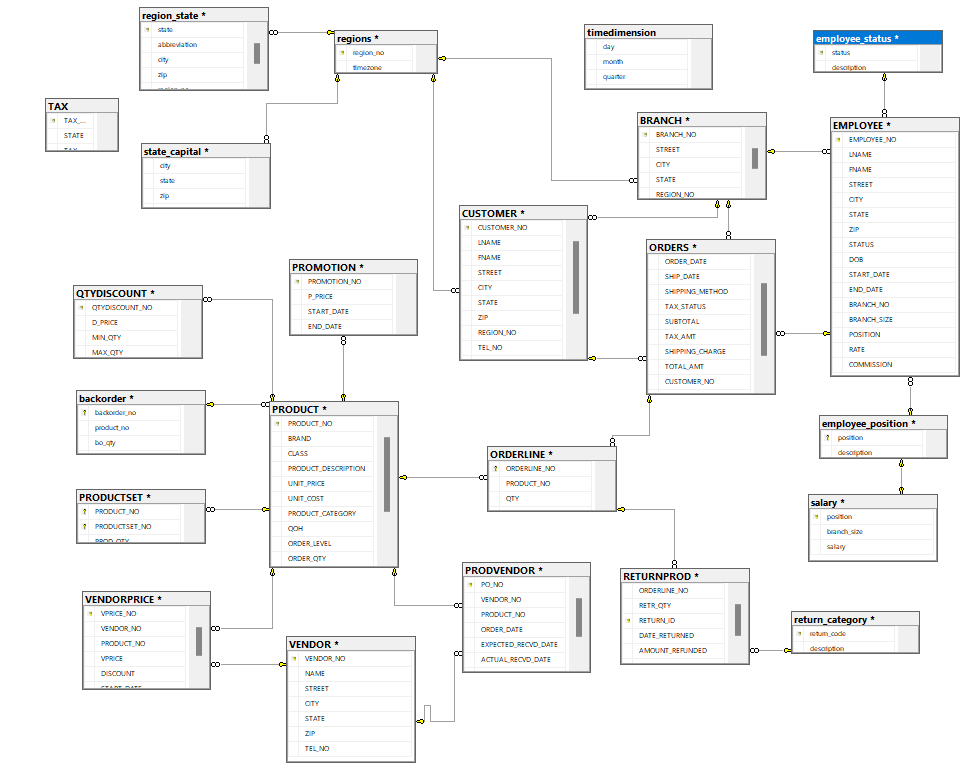 region_state *
state
abbreviation
city
zip
region_no
regions *
region_no
timezone
timedimension
day
month
quarter
employee_status *
status
description
TAX
TAX_...
STATE
TAX
state_capital *
city
state
zip
BRANCH *
BRANCH_NO
STREET
CITY
STATE
REGION_NO
EMPLOYEE *
EMPLOYEE_NO
LNAME
FNAME
STREET
CITY
STATE
ZIP
STATUS
DOB
START_DATE
END_DATE
BRANCH_NO
BRANCH_SIZE
POSITION
RATE
COMMISSION
CUSTOMER *
CUSTOMER_NO
LNAME
FNAME
STREET
CITY
STATE
ZIP
REGION_NO
TEL_NO
ORDERS *
ORDER_DATE
SHIP_DATE
SHIPPING_METHOD
TAX_STATUS
SUBTOTAL
TAX_AMT
SHIPPING_CHARGE
TOTAL_AMT
CUSTOMER_NO
PROMOTION *
PROMOTION_NO
P_PRICE
START_DATE
END_DATE
QTYDISCOUNT *
QTYDISCOUNT_NO
D_PRICE
MIN_QTY
MAX_QTY
backorder *
backorder_no
product_no
bo_qty
PRODUCT *
PRODUCT_NO
BRAND
CLASS
PRODUCT_DESCRIPTION
UNIT_PRICE
UNIT_COST
PRODUCT_CATEGORY
QOH
ORDER_LEVEL
ORDER_QTY
ORDERLINE *
ORDERLINE_NO
PRODUCT_NO
QTY
employee_position *
position
description
PRODUCTSET *
PRODUCT_NO
PRODUCTSET_NO
PROD_QTY
salary *
position
branch_size
salary
VENDORPRICE *
VPRICE_NO
VENDOR_NO
PRODUCT_NO
VPRICE
DISCOUNT
START_DATE
VENDOR *
VENDOR_NO
NAME
STREET
CITY
STATE
ZIP
TEL_NO
PRODVENDOR *
PO_NO
VENDOR_NO
PRODUCT_NO
ORDER_DATE
EXPECTED_RECVD_DATE
ACTUAL_RECVD_DATE
RETURNPROD *
ORDERLINE_NO
RETR_QTY
RETURN_ID
DATE_RETURNED
AMOUNT_REFUNDED
return_category *
return_code
description